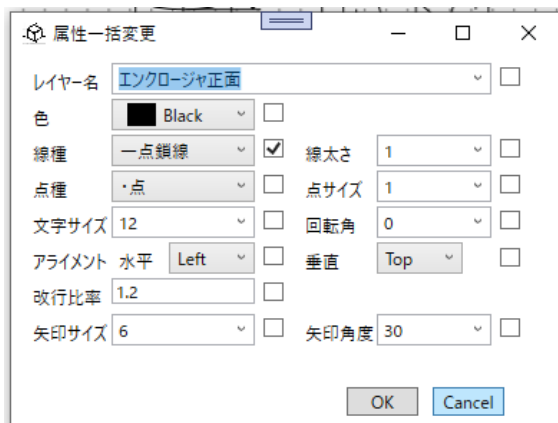 属性一括変更
レイヤー名 エンクロージャ正面
色 Black
線種 一点鎖線 線太さ 1
点種 ・点 点サイズ 1
文字サイズ 12 回転角 0
アライメント 水平 Left 垂直 Top
改行比率 1.2
矢印サイズ 6 矢印角度 30
OK Cancel